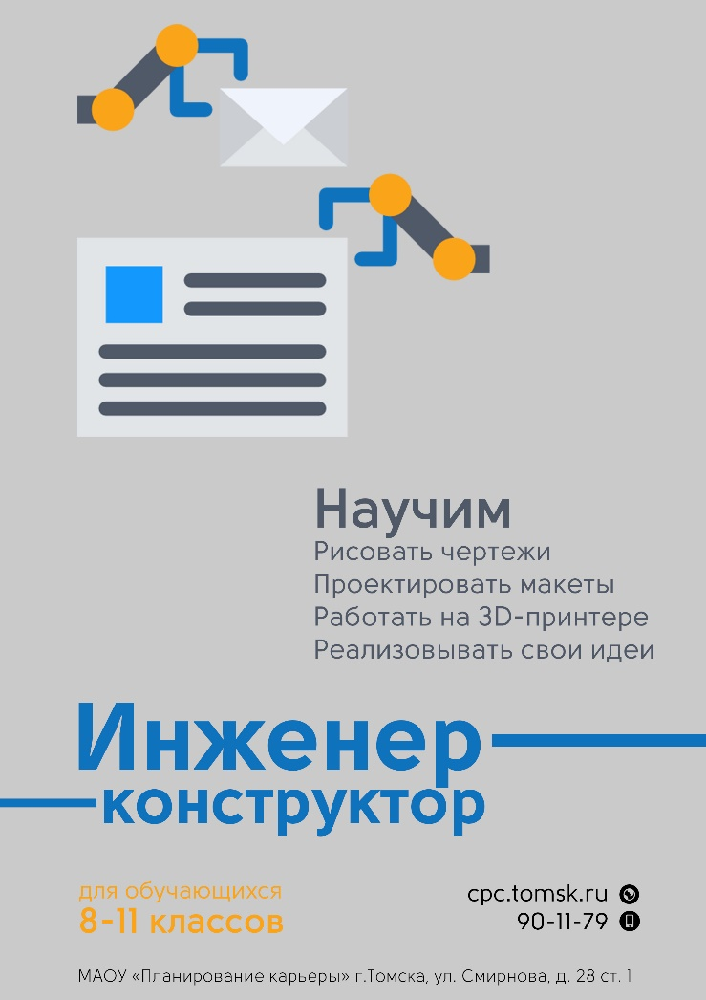 Научим
Рисовать чертежи
Проектировать макеты
Работать на 3D-принтере
Реализовывать свои идеи
Инженер
конструктор
для обучающихся
8-11 классов
cpc.tomsk.ru
90-11-79
МАОУ «Планирование карьеры» г.Томска, ул. Смирнова, д. 28 ст. 1